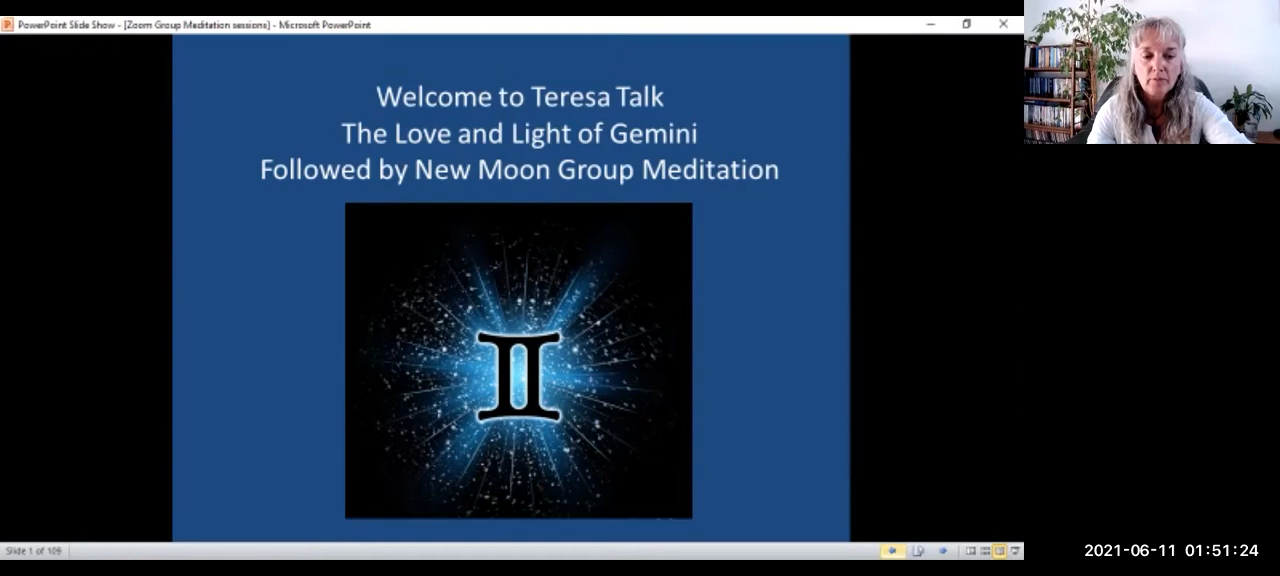 PowerPoint Slide Show - [Zoom Group Meditation sessions] - Microsoft PowerPoint
Welcome to Teresa Talk
The Love and Light of Gemini
Followed by New Moon Group Meditation
Slide 1 of 109
2021-06-11 01:51:24